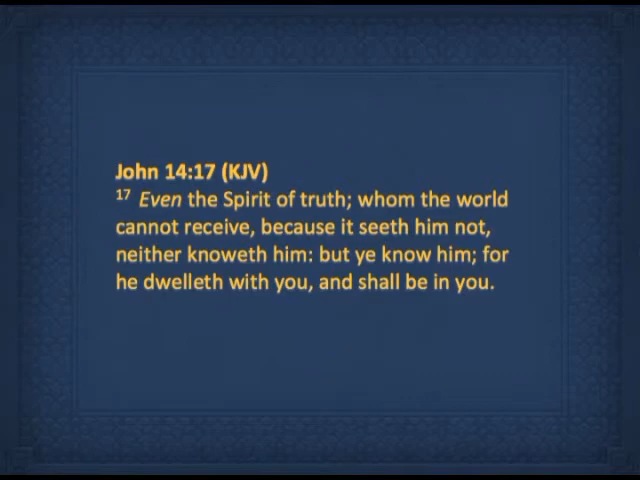 John 14:17 (KJV)
17 Even the Spirit of truth; whom the world
cannot receive, because it seeth him not,
neither knoweth him: but ye know him; for
he dwelleth with you, and shall be in you.